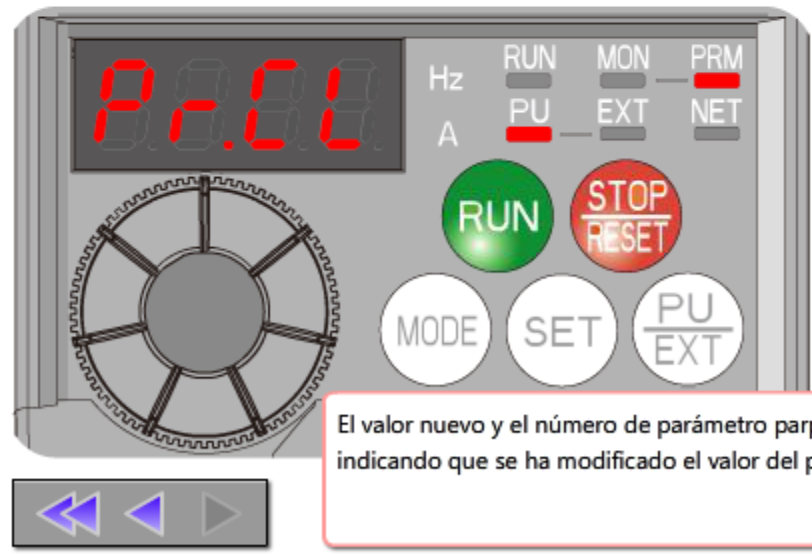 Pr.CL
Hz RUN MON PRM
A PU EXT NET
RUN STOP
RESET
MODE SET PU
EXT
El valor nuevo y el número de parámetro
indicando que se ha modificado el valor del